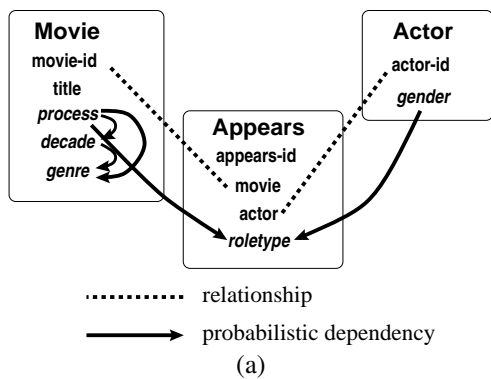 Movie
movie-id
title
process
decade
genre
Actor
actor-id
gender
Appears
appears-id
movie
actor
roletype
relationship
probabilistic dependency
(a)